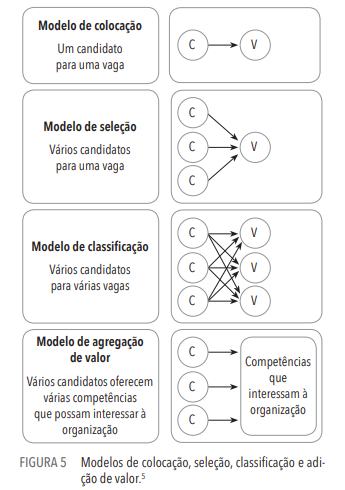 Modelo de colocação
Um candidato
para uma vaga
C
V
Modelo de seleção
Vários candidatos
para uma vaga
C
C
C
V
Modelo de classificação
Vários candidatos
para várias vagas
C
V
C
V
C
V
Modelo de agregação
de valor
Vários candidatos oferecem
várias competências
que possam interessar à
organização
C
C
C
Competências
que
interessam à
organização
FIGURA 5 Modelos de colocação, seleção, classificação e adi-
ção de valor.5